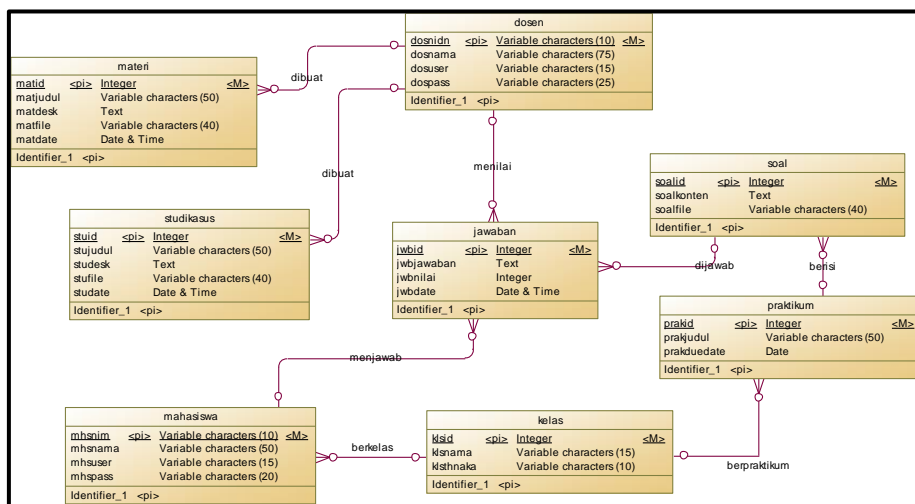 dosen
dosnidn <pi> Variable characters (10) <M>
dosnama Variable characters (75)
dosuser Variable characters (15)
dospass Variable characters (25)
Identifier_1 <pi>
materi
matid <pi> Integer <M>
matjudul Variable characters (50)
matdesk Text
matfile Variable characters (40)
matdate Date & Time
Identifier_1 <pi>
dibuat
dibuat
menilai
studikasus
stuid <pi> Integer <M>
stujudul Variable characters (50)
studesk Text
stufile Variable characters (40)
studate Date & Time
Identifier_1 <pi>
jawaban
jwbid <pi> Integer <M>
jwbjawaban Text
jwbnilai Integer
jwbdate Date & Time
Identifier_1 <pi>
soal
soalid <pi> Integer <M>
soalkonten Text
soalfile Variable characters (40)
Identifier_1 <pi>
dijawab
berisi
praktikum
prakid <pi> Integer <M>
prakjudul Variable characters (50)
prakduedate Date
Identifier_1 <pi>
menjawab
mahasiswa
mhsnim <pi> Variable characters (10) <M>
mhsnama Variable characters (50)
mhsuser Variable characters (15)
mhspass Variable characters (20)
Identifier_1 <pi>
berkelas
kelas
klsid <pi> Integer <M>
klsnama Variable characters (15)
klsthnaka Variable characters (10)
Identifier_1 <pi>
berpraktikum